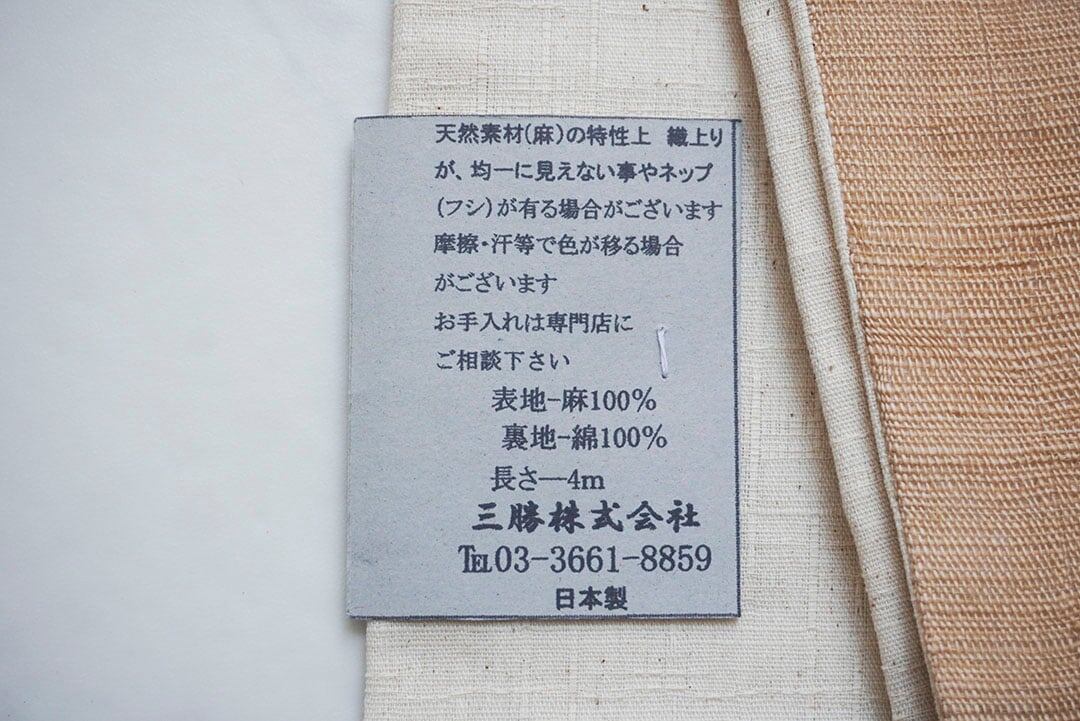 天然素材(麻)の特性上　織上り
が、均一に見えない事やネップ
(フシ)が有る場合がございます
摩擦・汗等で色が移る場合
がございます
お手入れは専門店に
ご相談下さい
表地-麻100%
裏地-綿100%
長さ―4m
三勝株式会社
℡03-3661-8859
日本製